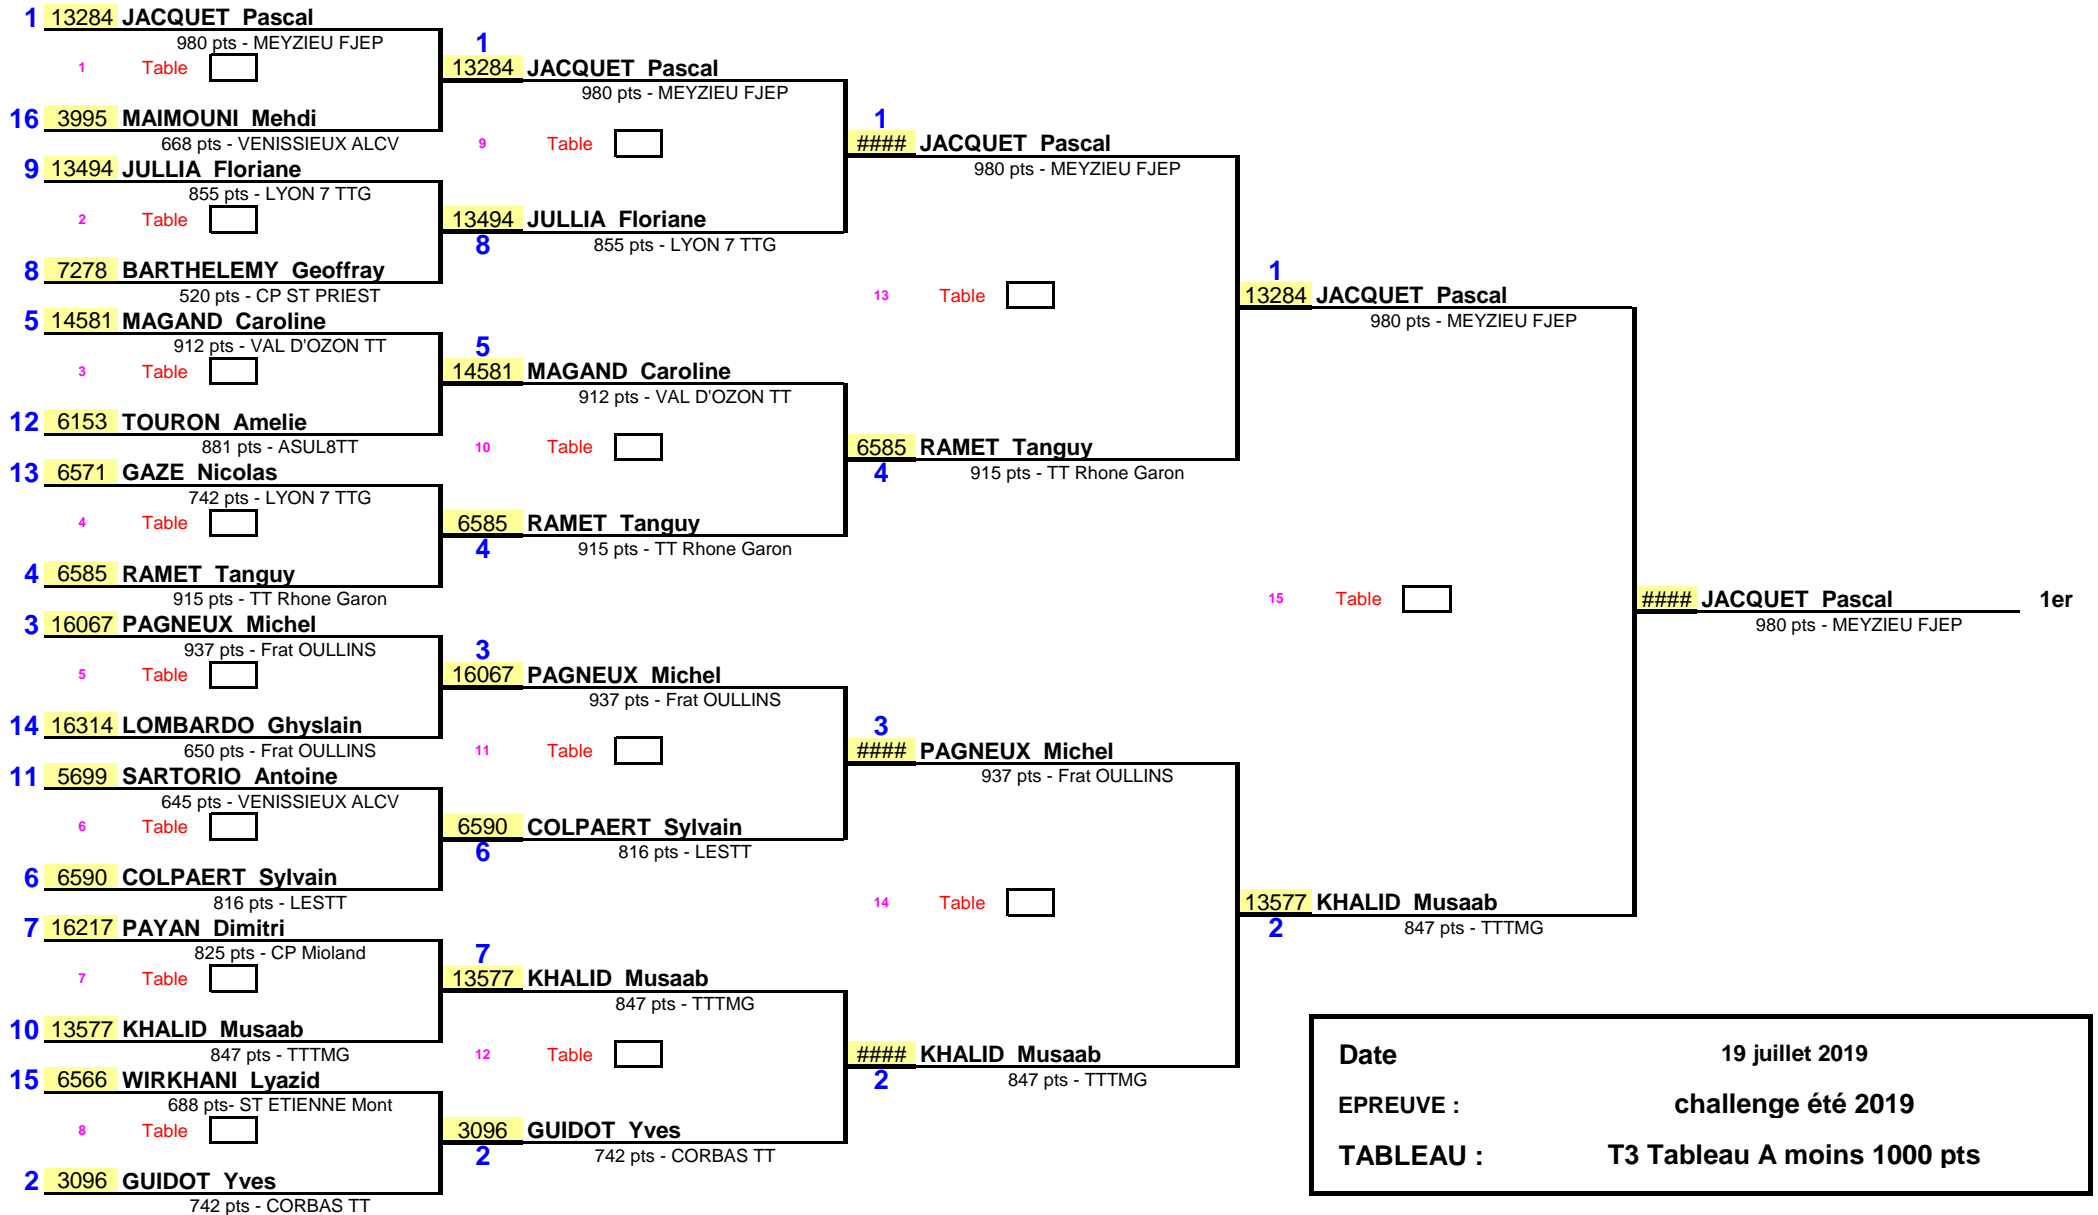 1 13284 JACQUET Pascal
980 pts - MEYZIEU FJEP
1 Table
16 3995 MAIMOUNI Mehdi
668 pts - VENISSIEUX ALCV
9 13494 JULLIA Floriane
855 pts - LYON 7 TTG
2 Table
8 7278 BARTHELEMY Geoffray
520 pts - CP ST PRIEST
5 14581 MAGAND Caroline
912 pts - VAL D'OZON TT
3 Table
12 6153 TOURON Amelie
881 pts - ASUL8TT
13 6571 GAZE Nicolas
742 pts - LYON 7 TTG
4 Table
4 6585 RAMET Tanguy
915 pts - TT Rhone Garon
3 16067 PAGNEUX Michel
937 pts - Frat OULLINS
5 Table
14 16314 LOMBARDO Ghyslain
650 pts - Frat OULLINS
11 5699 SARTORIO Antoine
645 pts - VENISSIEUX ALCV
6 Table
6 6590 COLPAERT Sylvain
816 pts - LESTT
7 16217 PAYAN Dimitri
825 pts - CP Mioland
7 Table
10 13577 KHALID Musaab
847 pts - TTTMG
15 6566 WIRKHANI Lyazid
688 pts- ST ETIENNE Mont
8 Table
2 3096 GUIDOT Yves
742 pts - CORBAS TT
1
13284 JACQUET Pascal
980 pts - MEYZIEU FJEP
9 Table
13494 JULLIA Floriane
8
855 pts - LYON 7 TTG
5
14581 MAGAND Caroline
912 pts - VAL D'OZON TT
10 Table
6585 RAMET Tanguy
4
915 pts - TT Rhone Garon
3
16067 PAGNEUX Michel
937 pts - Frat OULLINS
11 Table
6590 COLPAERT Sylvain
6
816 pts - LESTT
7
13577 KHALID Musaab
847 pts - TTTMG
12 Table
3096 GUIDOT Yves
2
742 pts - CORBAS TT
1
#### JACQUET Pascal
980 pts - MEYZIEU FJEP
13 Table
6585 RAMET Tanguy
4
915 pts - TT Rhone Garon
3
#### PAGNEUX Michel
937 pts - Frat OULLINS
14 Table
#### KHALID Musaab
2
847 pts - TTTMG
1
13284 JACQUET Pascal
980 pts - MEYZIEU FJEP
15 Table
13577 KHALID Musaab
2
847 pts - TTTMG
#### JACQUET Pascal 1er
980 pts - MEYZIEU FJEP
Date 19 juillet 2019
EPREUVE : challenge été 2019
TABLEAU : T3 Tableau A moins 1000 pts